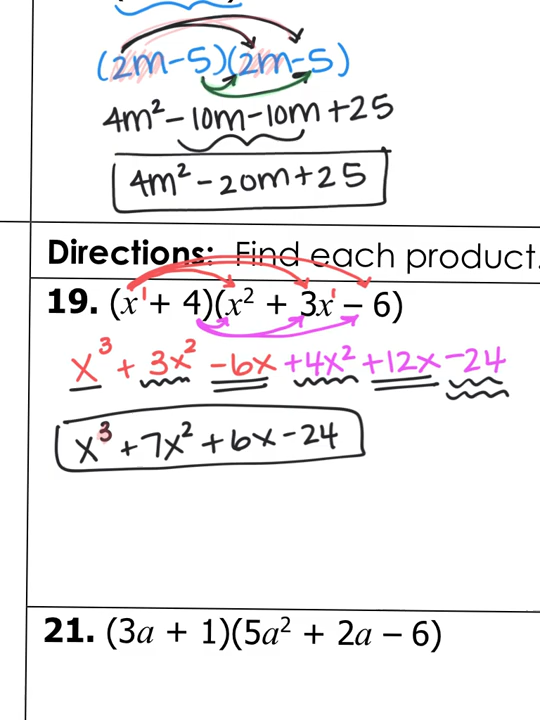 (2m-5)(2m-5)
4m² - 10m - 10m + 25
4m² - 20m + 25
Directions: Find each product.
19. (x¹ + 4)(x² + 3x¹ − 6)
x³ + 3x² - 6x + 4x² + 12x - 24
x³ + 7x² + 6x - 24
21. (3a + 1)(5a² + 2a − 6)